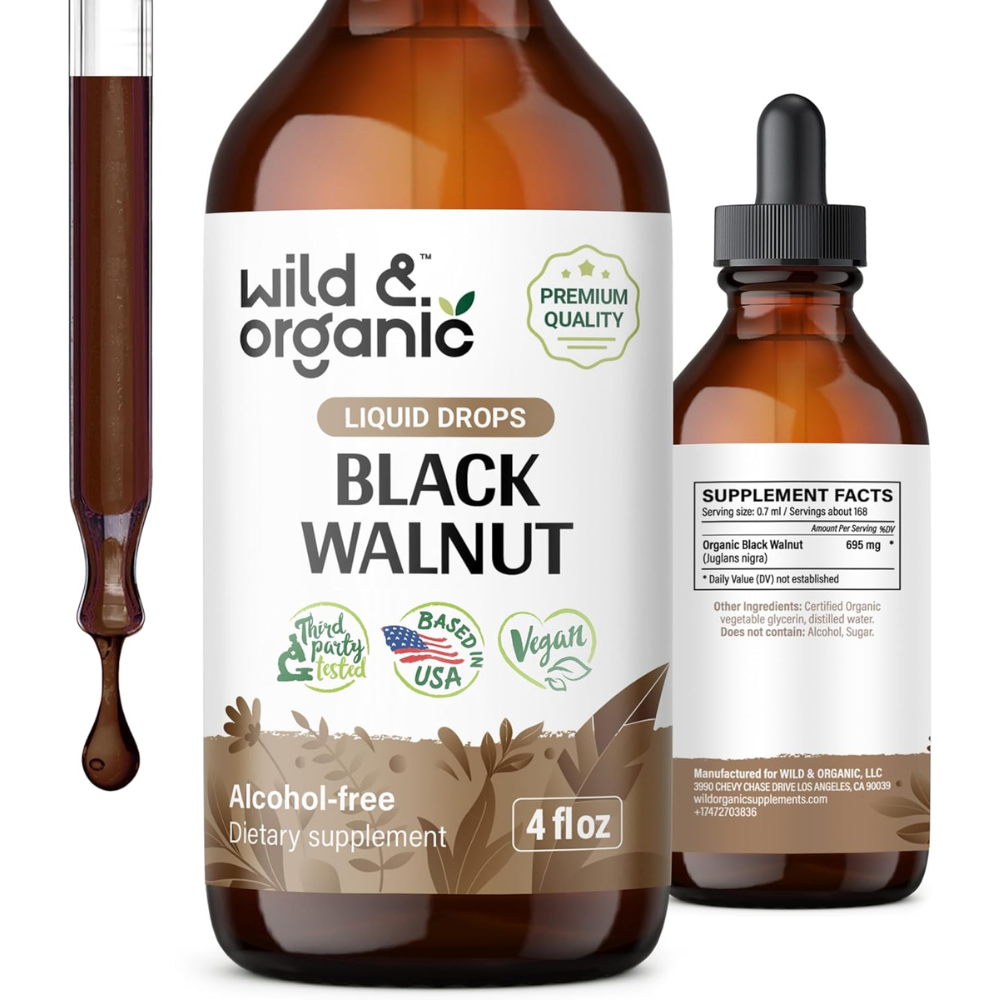 wild &™
organic
PREMIUM
QUALITY
LIQUID DROPS
BLACK
WALNUT
Third
party
tested
BASED IN
USA
Vegan
Alcohol-free
Dietary supplement
4 fl oz
SUPPLEMENT FACTS
Serving size: 0.7 ml / Servings about 168
Amount Per Serving %DV
Organic Black Walnut 695 mg *
(Juglans nigra)
* Daily Value (DV) not established
Other Ingredients: Certified Organic
vegetable glycerin, distilled water.
Does not contain: Alcohol, Sugar.
Manufactured for WILD & ORGANIC, LLC
3990 CHEVY CHASE DRIVE LOS ANGELES, CA 90039
wildorganicsupplements.com
+17472703836